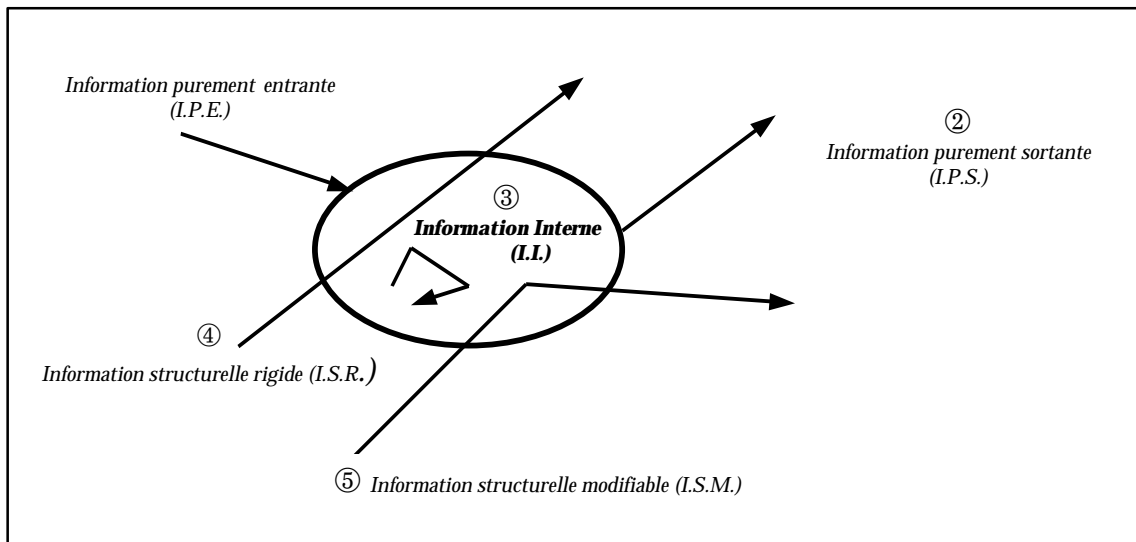 Information purement entrante
(I.P.E.)
②
Information purement sortante
(I.P.S.)
③
Information Interne
(I.I.)
④
Information structurelle rigide (I.S.R.)
⑤ Information structurelle modifiable (I.S.M.)